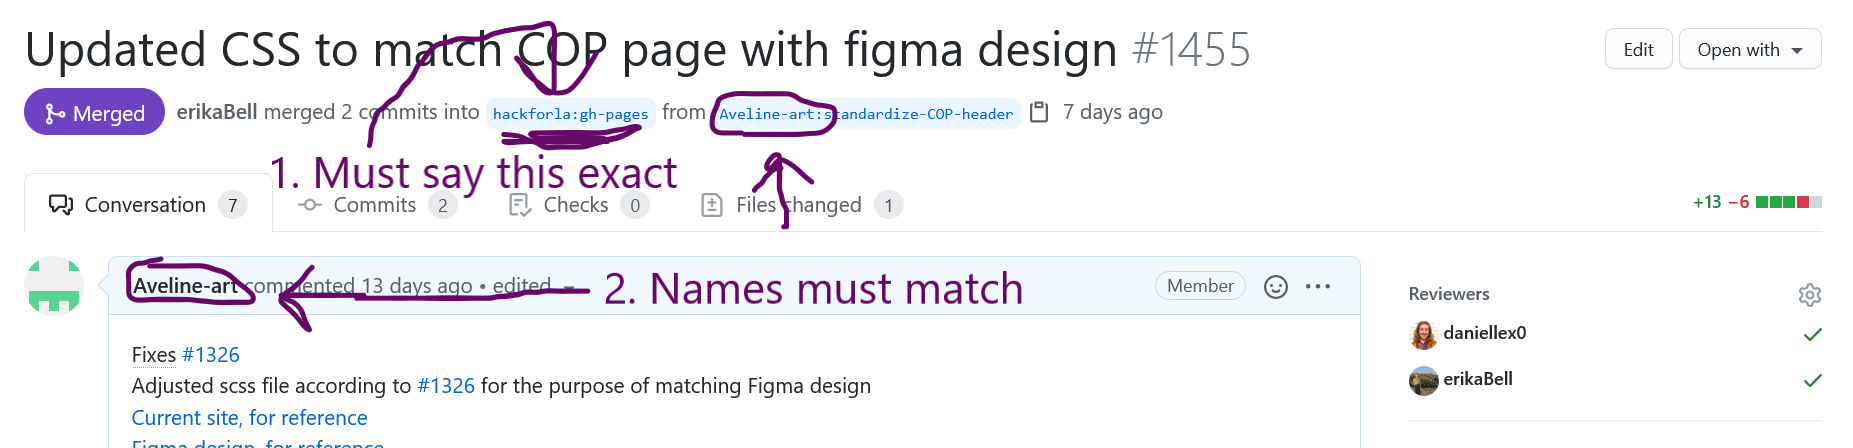 Updated CSS to match COP page with figma design #1455
Edit
Open with
Merged
erikaBell merged 2 commits into hackforla:gh-pages from Aveline-art:standardize-COP-header 7 days ago
1. Must say this exact
Conversation 7
Commits 2
Checks 0
Files changed 1
+13 −6
Aveline-art commented 13 days ago • edited
2. Names must match
Member
Reviewers
daniellex0
erikaBell
Fixes #1326
Adjusted scss file according to #1326 for the purpose of matching Figma design
Current site, for reference
Figma design, for reference